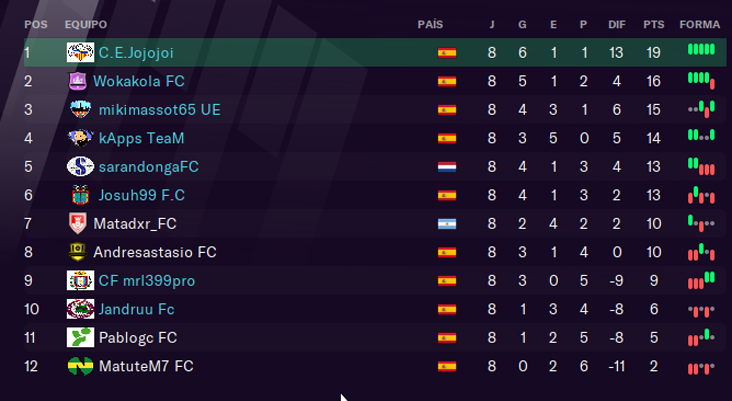 POS EQUIPO PAÍS J G E P DIF PTS FORMA
1 C.E.Jojojoi 8 6 1 1 13 19
2 Wokakola FC 8 5 1 2 4 16
3 mikimassot65 UE 8 4 3 1 6 15
4 kApps TeaM 8 3 5 0 5 14
5 sarandongaFC 8 4 1 3 4 13
6 Josuh99 F.C 8 4 1 3 2 13
7 Matadxr_FC 8 2 4 2 2 10
8 Andresastasio FC 8 3 1 4 0 10
9 CF mrl399pro 8 3 0 5 -9 9
10 Jandruu Fc 8 1 3 4 -8 6
11 Pablogc FC 8 1 2 5 -8 5
12 MatuteM7 FC 8 0 2 6 -11 2